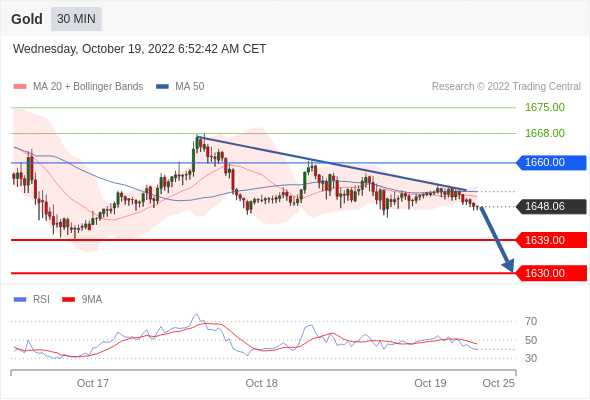 Gold 30 MIN
Wednesday, October 19, 2022 6:52:42 AM CET
MA 20 + Bollinger Bands MA 50 Research © 2022 Trading Central
1675.00
1668.00
1660.00
1648.06
1639.00
1630.00
RSI 9MA
70
50
30
Oct 17 Oct 18 Oct 19 Oct 25